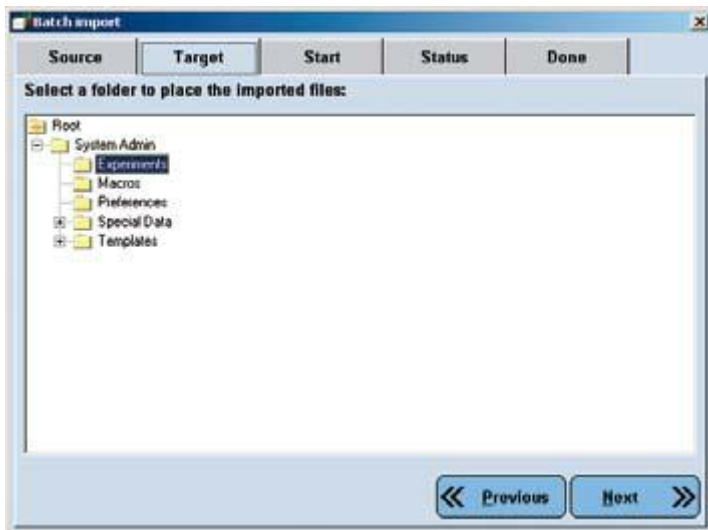 Batch import
Source Target Start Status Done
Select a folder to place the imported files:
Root
System Admin
Experiments
Macros
Preferences
Special Data
Templates
Previous Next